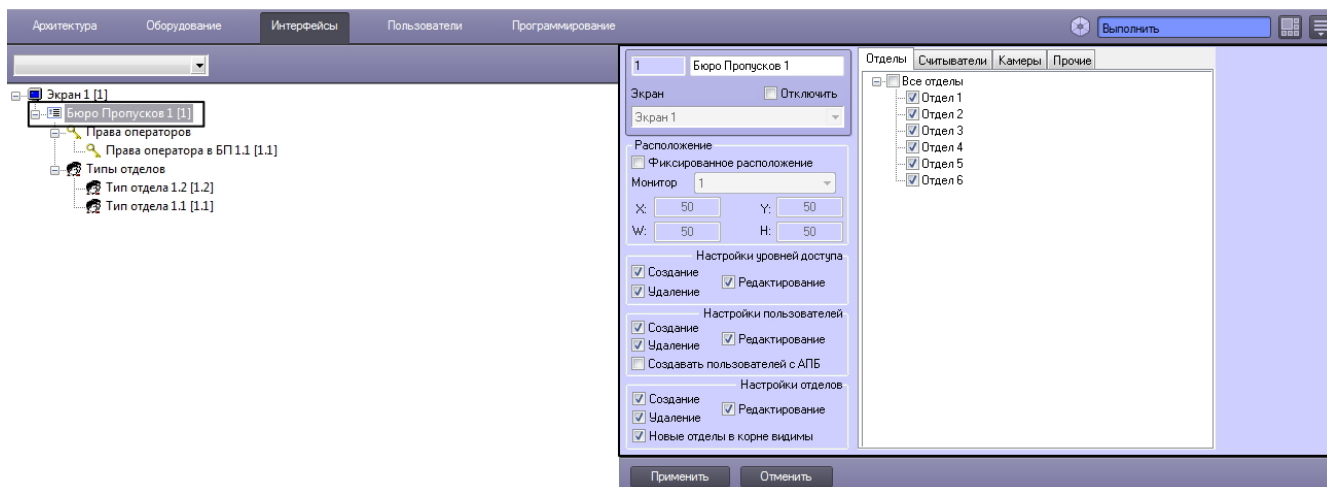 Архитектура Оборудование Интерфейсы Пользователи Программирование Выполнить
Экран 1 [1]
Бюро Пропусков 1 [1]
Права операторов
Права оператора в БП 1.1 [1.1]
Типы отделов
Тип отдела 1.2 [1.2]
Тип отдела 1.1 [1.1]
1 Бюро Пропусков 1
Экран Отключить
Экран 1
Расположение
Фиксированное расположение
Монитор 1
X: 50 Y: 50
W: 50 H: 50
Настройки уровней доступа
Создание
Редактирование
Удаление
Настройки пользователей
Создание
Редактирование
Удаление
Создавать пользователей с АПБ
Настройки отделов
Создание
Редактирование
Удаление
Новые отделы в корне видимы
Отделы Считыватели Камеры Прочие
Все отделы
Отдел 1
Отдел 2
Отдел 3
Отдел 4
Отдел 5
Отдел 6
Применить Отменить